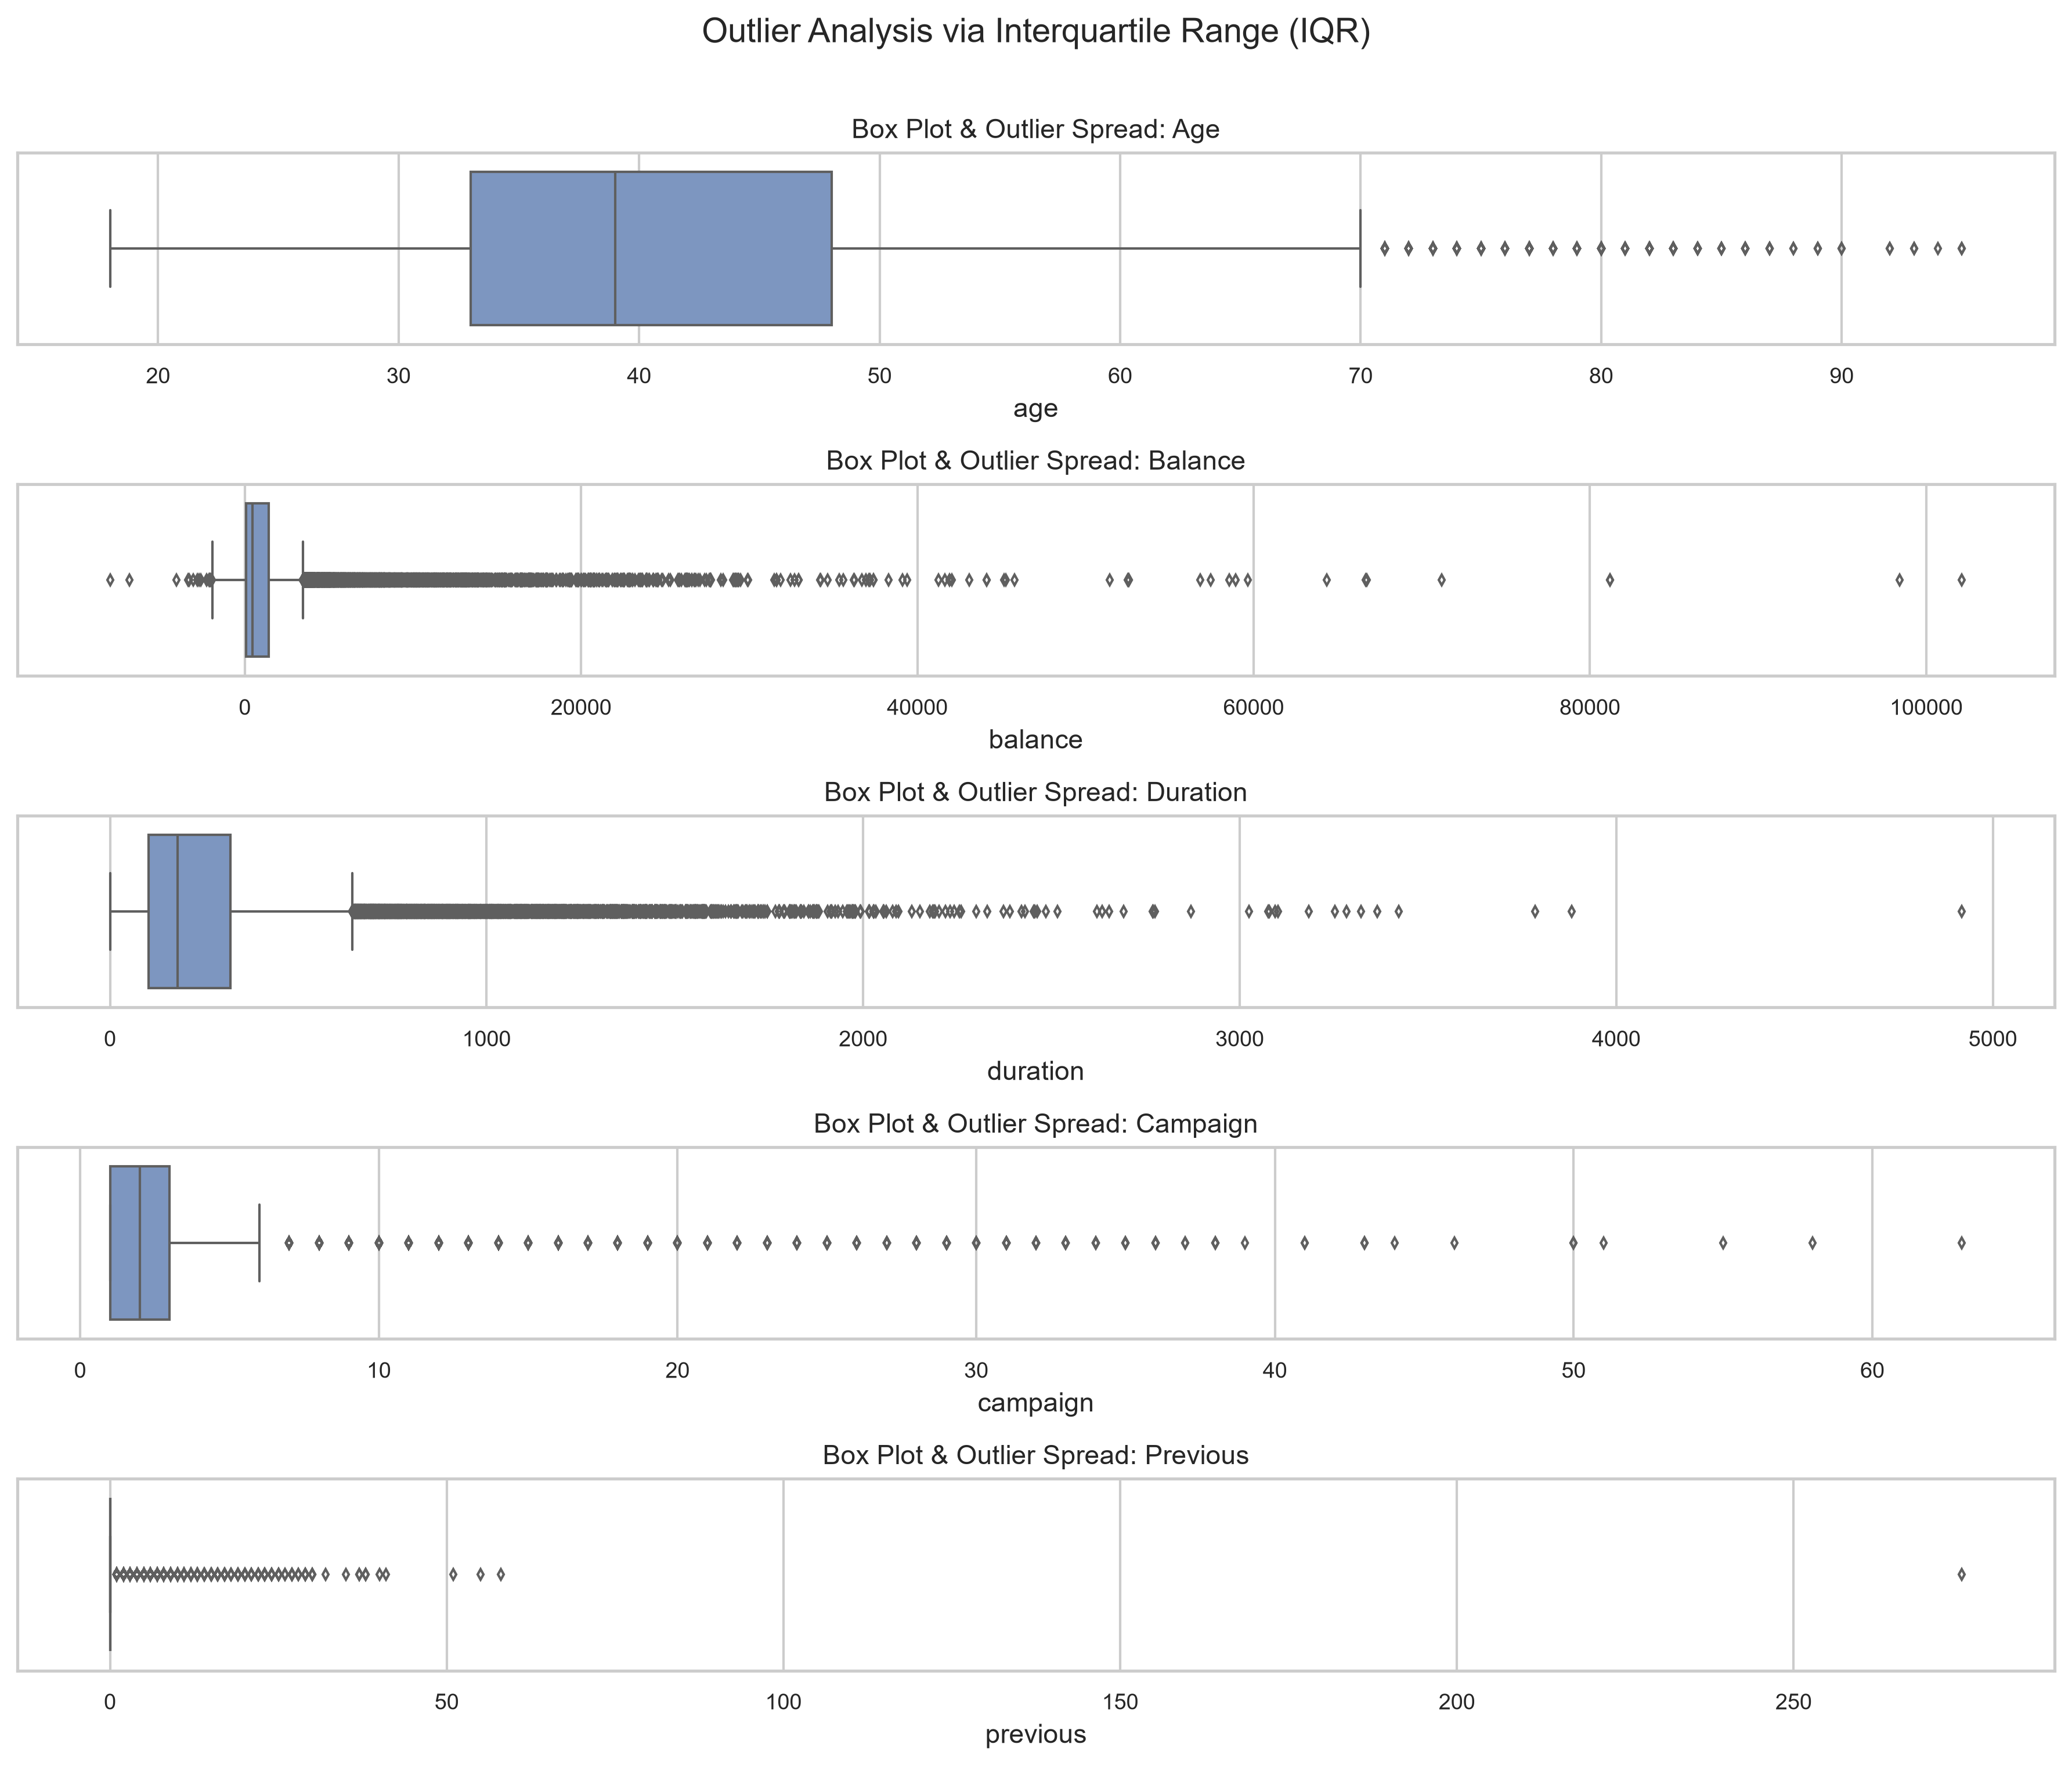 Outlier Analysis via Interquartile Range (IQR)
Box Plot & Outlier Spread: Age
20 30 40 50 60 70 80 90
age
Box Plot & Outlier Spread: Balance
0 20000 40000 60000 80000 100000
balance
Box Plot & Outlier Spread: Duration
0 1000 2000 3000 4000 5000
duration
Box Plot & Outlier Spread: Campaign
0 10 20 30 40 50 60
campaign
Box Plot & Outlier Spread: Previous
0 50 100 150 200 250
previous